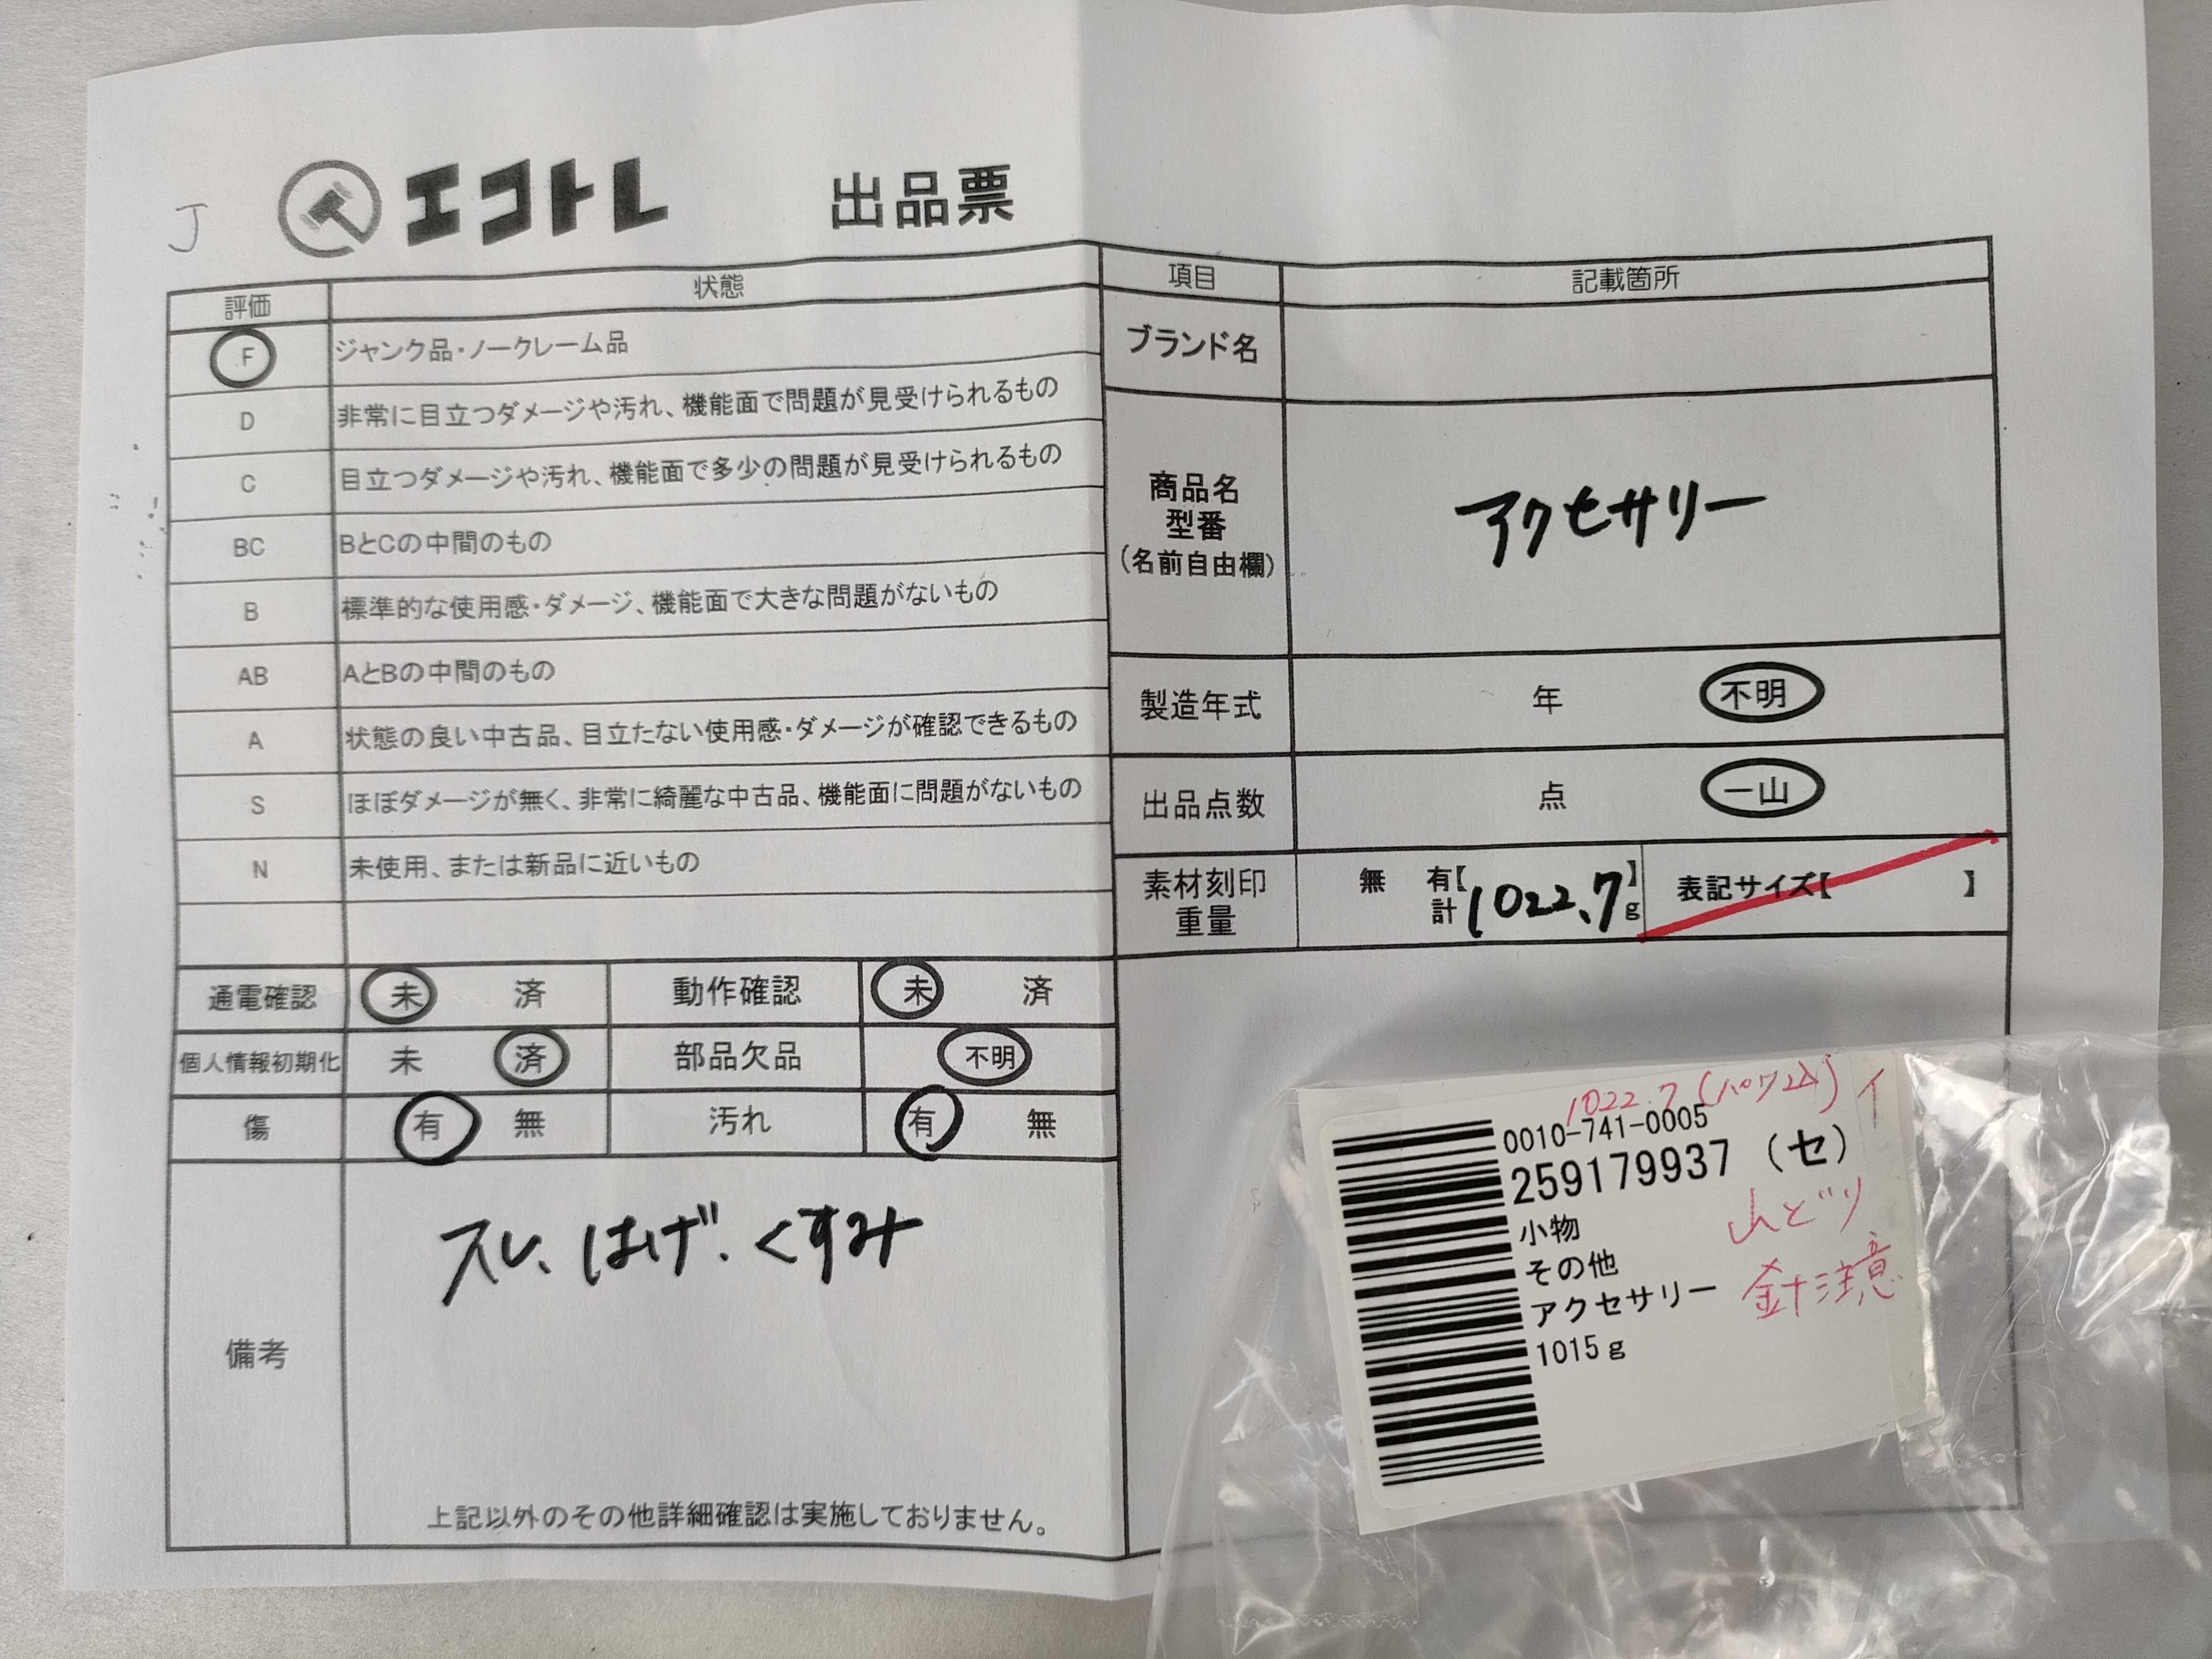 J
エコトレ 出品票
評価 状態
F ジャンク品・ノークレーム品
D 非常に目立つダメージや汚れ、機能面で問題が見受けられるもの
C 目立つダメージや汚れ、機能面で多少の問題が見受けられるもの
BC BとCの中間のもの
B 標準的な使用感・ダメージ、機能面で大きな問題がないもの
AB AとBの中間のもの
A 状態の良い中古品、目立たない使用感・ダメージが確認できるもの
S ほぼダメージが無く、非常に綺麗な中古品、機能面に問題がないもの
N 未使用、または新品に近いもの
通電確認 未 済 動作確認 未 済
個人情報初期化 未 済 部品欠品 不明
傷 有 無 汚れ 有 無
備考
スレ、はげ、くすみ
上記以外のその他詳細確認は実施しておりません。
項目 記載箇所
ブランド名
商品名
型番
(名前自由欄)
アクセサリー
製造年式 年 不明
出品点数 点 一山
素材刻印
重量
無 有【 】
計 1022.7 g
表記サイズ【 】
1022.7(パケ込) イ
0010-741-0005
259179937 (セ)
小物
その他
アクセサリー
1015g
山どり
針注意